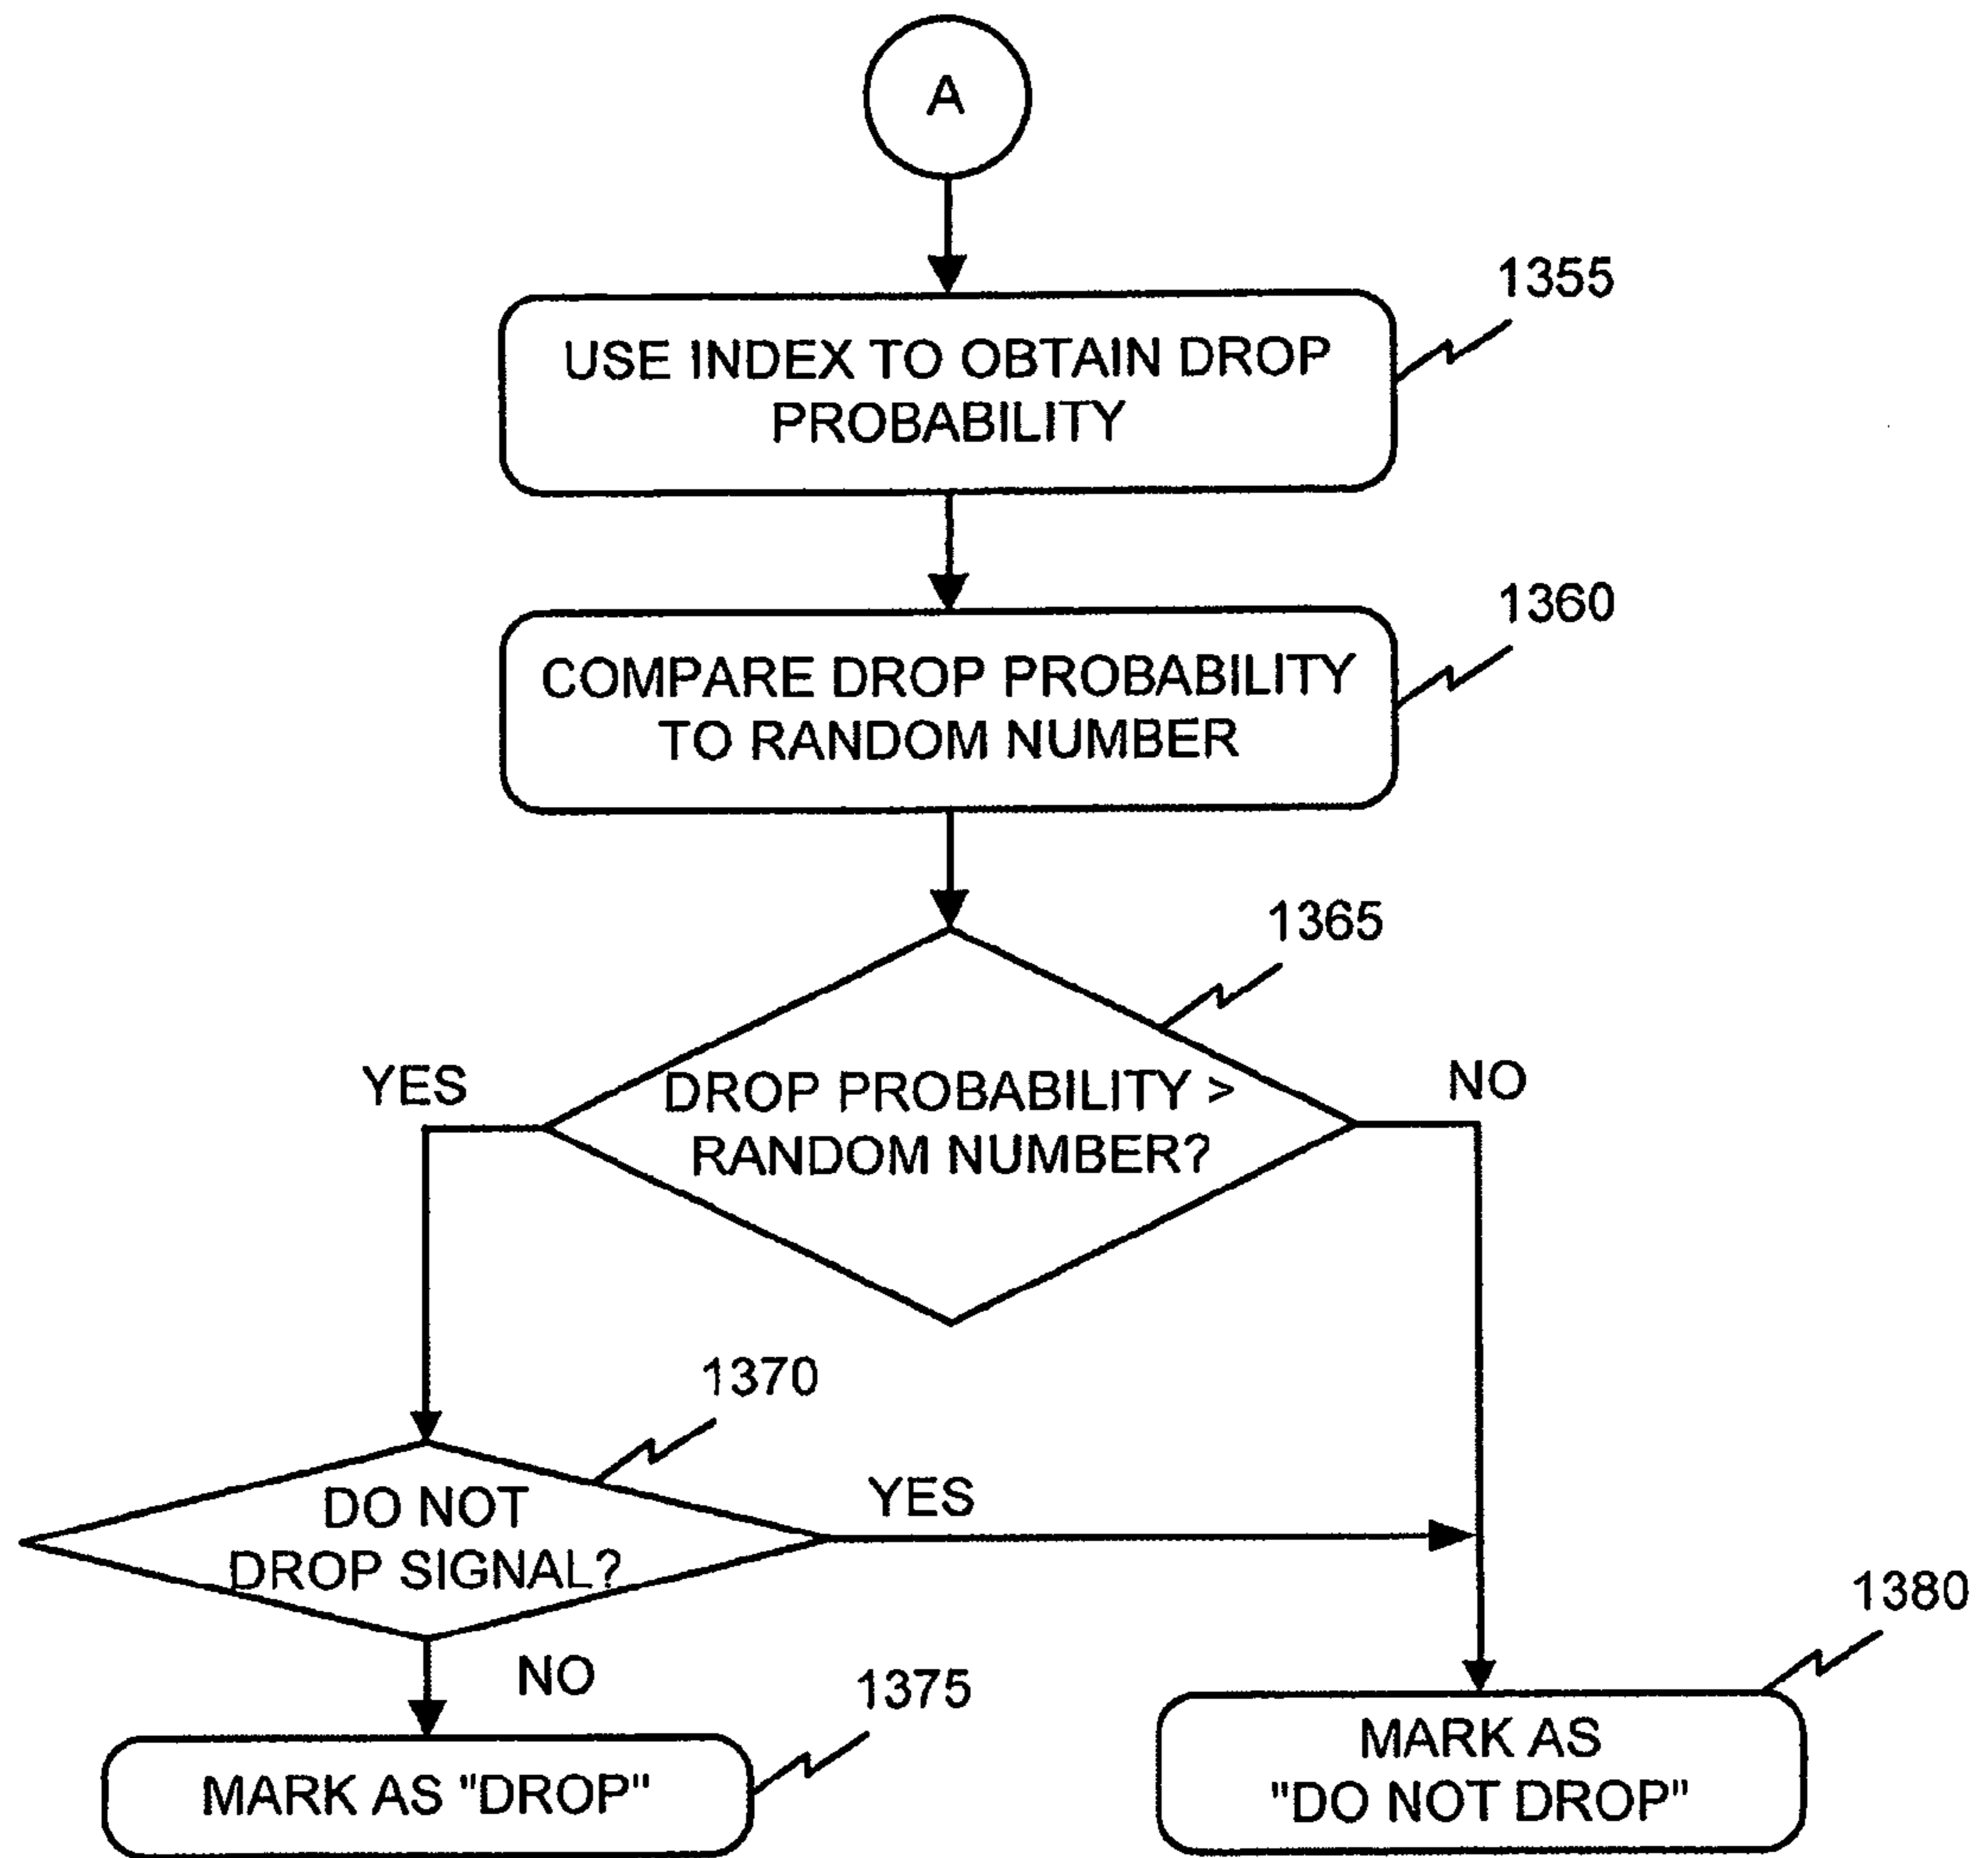 A
1355
USE INDEX TO OBTAIN DROP
PROBABILITY
1360
COMPARE DROP PROBABILITY
TO RANDOM NUMBER
1365
YES
DROP PROBABILITY >
RANDOM NUMBER?
NO
1370
DO NOT
DROP SIGNAL?
YES
NO
1375
MARK AS "DROP"
1380
MARK AS
"DO NOT DROP"